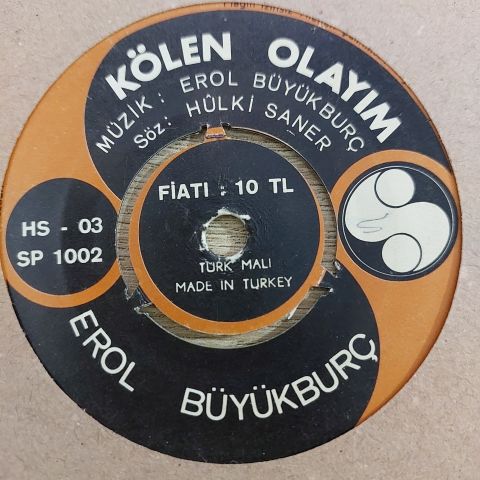 KÖLEN OLAYIM
MÜZİK : EROL BÜYÜKBURÇ
Söz: HÛLKİ SANER
FİATI : 10 TL
HS - 03
SP 1002
TÜRK MALI
MADE IN TURKEY
EROL BÜYÜKBURÇ